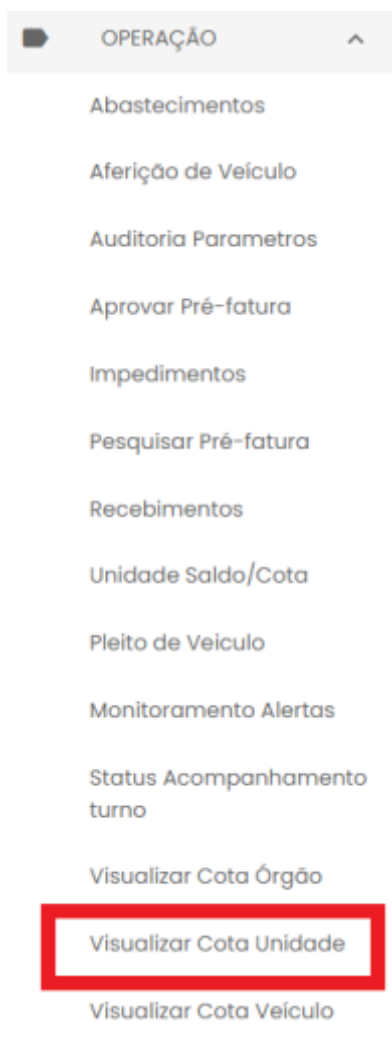 OPERAÇÃO
Abastecimentos
Aferição de Veículo
Auditoria Parametros
Aprovar Pré-fatura
Impedimentos
Pesquisar Pré-fatura
Recebimentos
Unidade Saldo/Cota
Pleito de Veiculo
Monitoramento Alertas
Status Acompanhamento
turno
Visualizar Cota Órgão
Visualizar Cota Unidade
Visualizar Cota Veículo